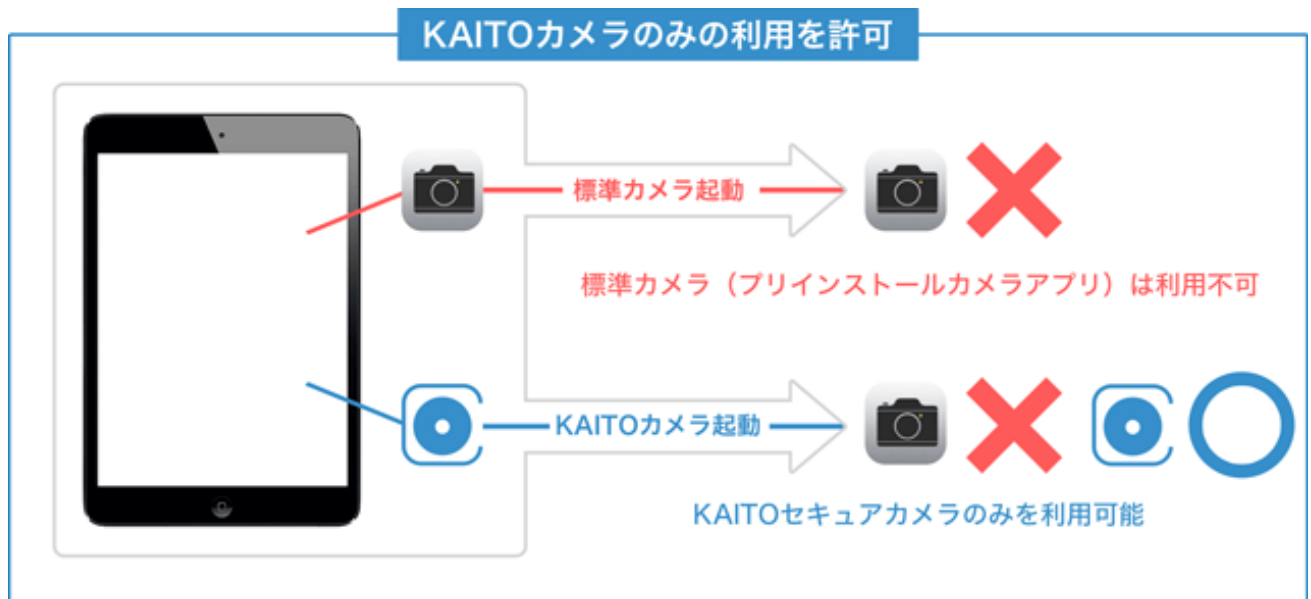 KAITOカメラのみの利用を許可
標準カメラ起動
標準カメラ（プリインストールカメラアプリ）は利用不可
KAITOカメラ起動
KAITOセキュアカメラのみを利用可能